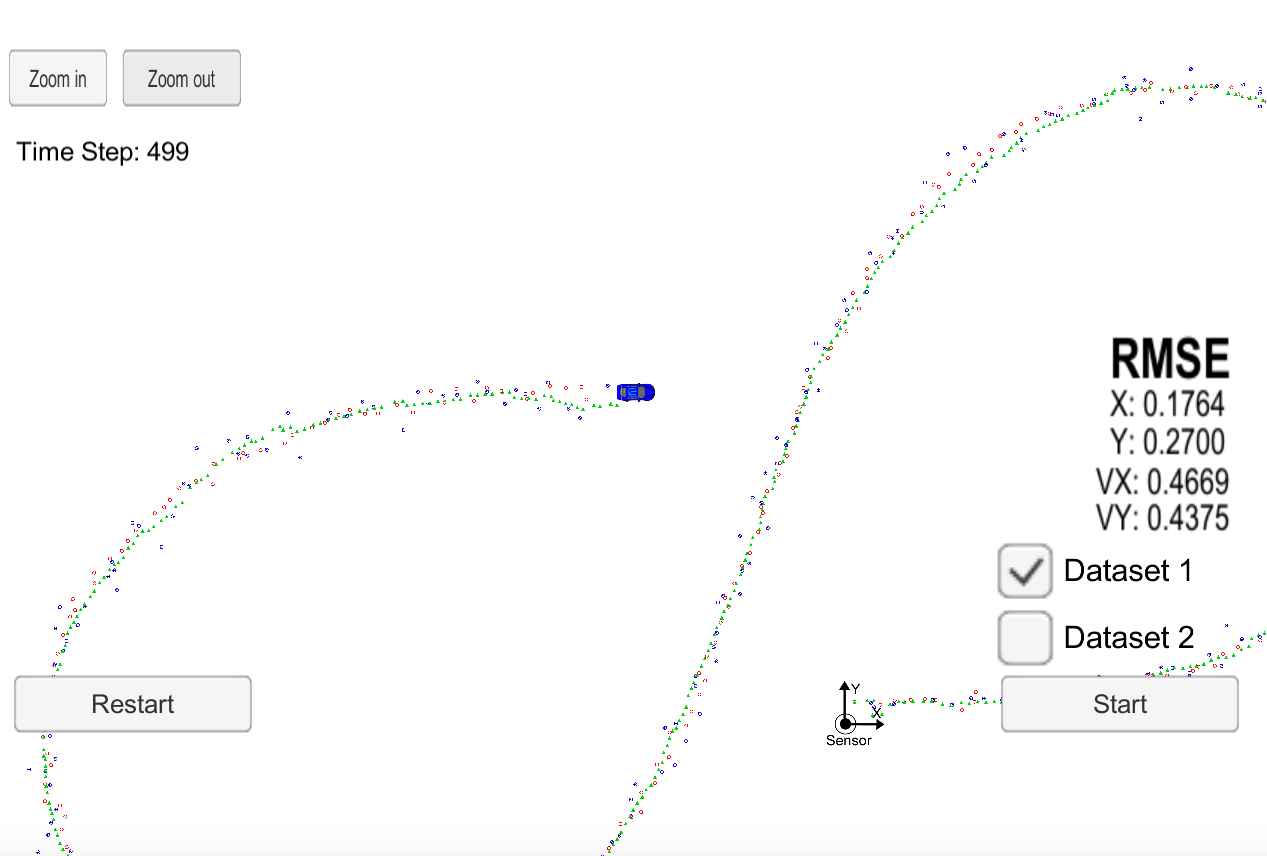 Zoom in
Zoom out
Time Step: 499
RMSE
X: 0.1764
Y: 0.2700
VX: 0.4669
VY: 0.4375
Dataset 1
Dataset 2
Restart
Y
X
Sensor
Start